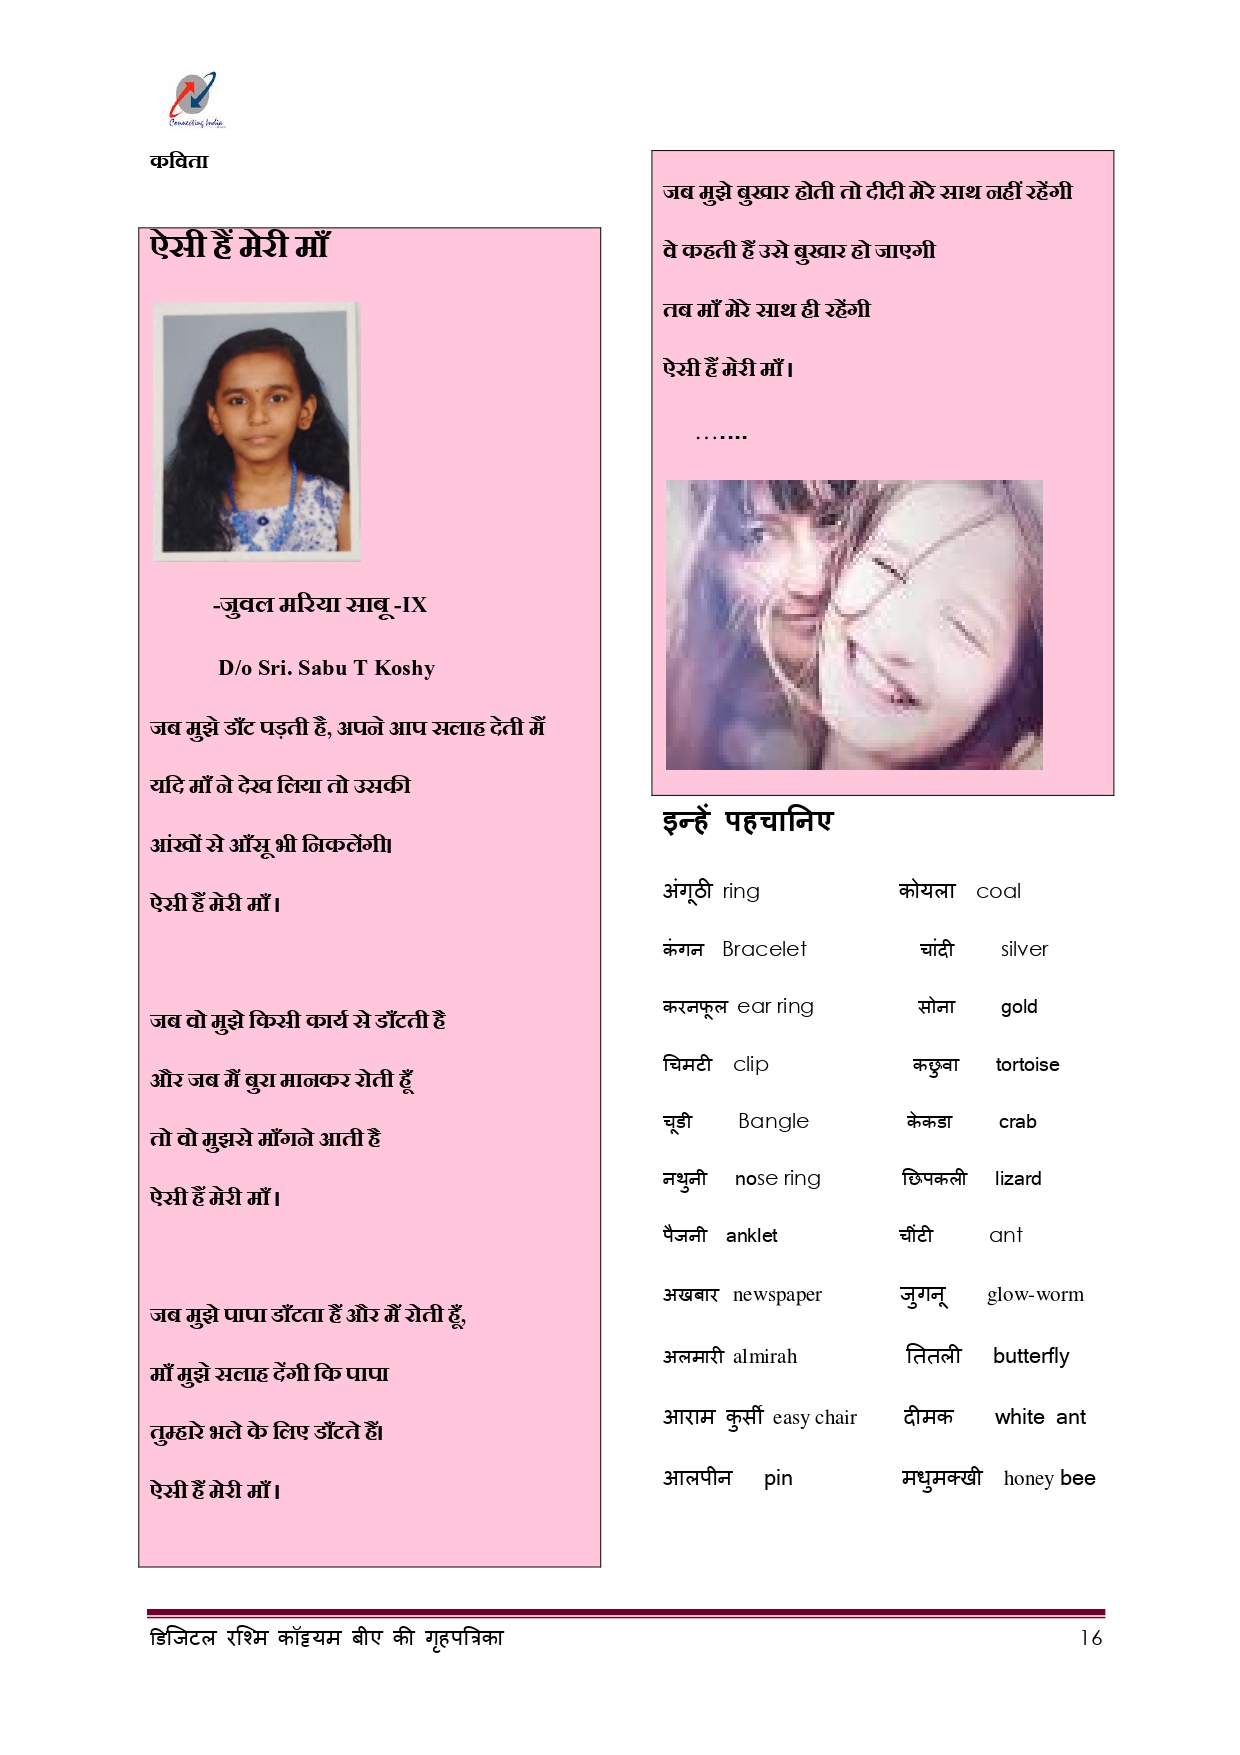 Connecting India
कविता
ऐसी हैं मेरी माँ
-जुवल मरिया साबू -IX
D/o Sri. Sabu T Koshy
जब मुझे डाँट पड़ती है, अपने आप सलाह देती मैं
यदि माँ ने देख लिया तो उसकी
आंखों से आँसू भी निकलेंगी।
ऐसी हैं मेरी माँ ।
जब वो मुझे किसी कार्य से डाँटती है
और जब मैं बुरा मानकर रोती हूँ
तो वो मुझसे माँगने आती है
ऐसी हैं मेरी माँ ।
जब मुझे पापा डाँटता हैं और मैं रोती हूँ,
माँ मुझे सलाह देंगी कि पापा
तुम्हारे भले के लिए डाँटते हैं।
ऐसी हैं मेरी माँ ।
जब मुझे बुखार होती तो दीदी मेरे साथ नहीं रहेंगी
वे कहती हैं उसे बुखार हो जाएगी
तब माँ मेरे साथ ही रहेंगी
ऐसी हैं मेरी माँ ।
…....
इन्हें पहचानिए
अंगूठी ring कोयला coal
कंगन Bracelet चांदी silver
करनफूल ear ring सोना gold
चिमटी clip कछुवा tortoise
चूडी Bangle केकडा crab
नथुनी nose ring छिपकली lizard
पैजनी anklet चींटी ant
अखबार newspaper जुगनू glow-worm
अलमारी almirah तितली butterfly
आराम कुर्सी easy chair दीमक white ant
आलपीन pin मधुमक्खी honey bee
डिजिटल रश्मि कॉट्टयम बीए की गृहपत्रिका 16